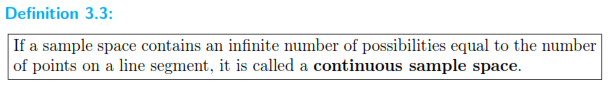 Definition 3.3:
If a sample space contains an infinite number of possibilities equal to the number
of points on a line segment, it is called a continuous sample space.